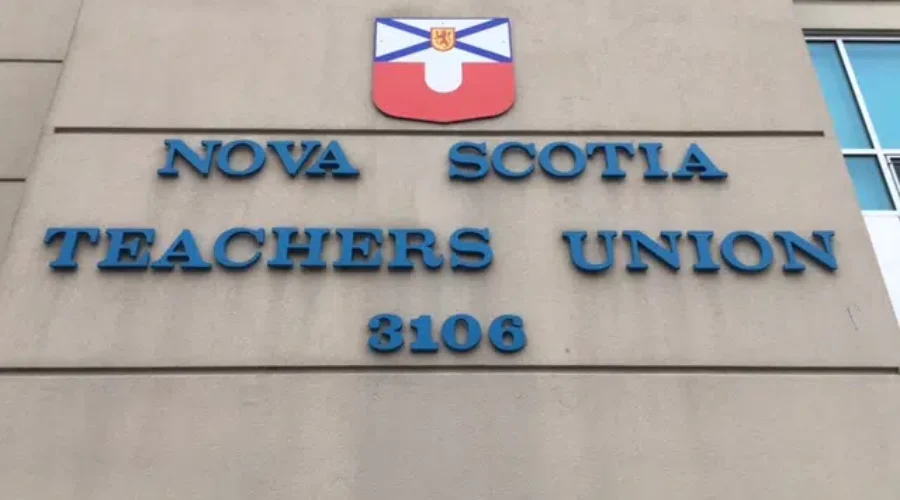 NOVA SCOTIA
TEACHERS UNION
3106